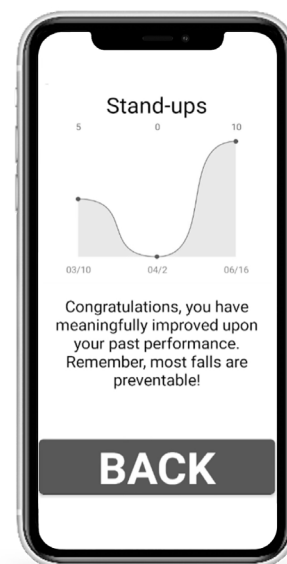 Stand-ups
5 0 10
03/10 04/2 06/16
Congratulations, you have
meaningfully improved upon
your past performance.
Remember, most falls are
preventable!
BACK